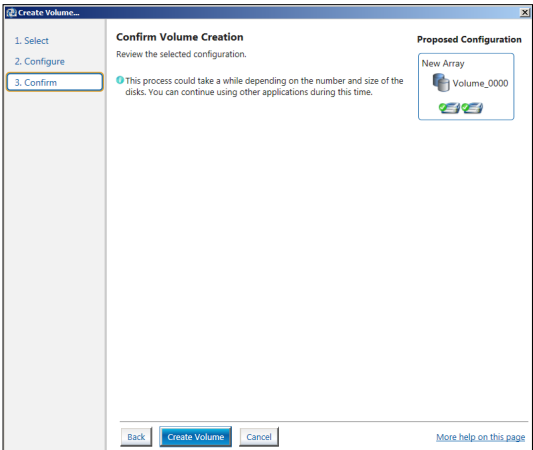 Create Volume...
1. Select
2. Configure
3. Confirm
Confirm Volume Creation
Review the selected configuration.
This process could take a while depending on the number and size of the
disks. You can continue using other applications during this time.
Proposed Configuration
New Array
Volume_0000
Back
Create Volume
Cancel
More help on this page